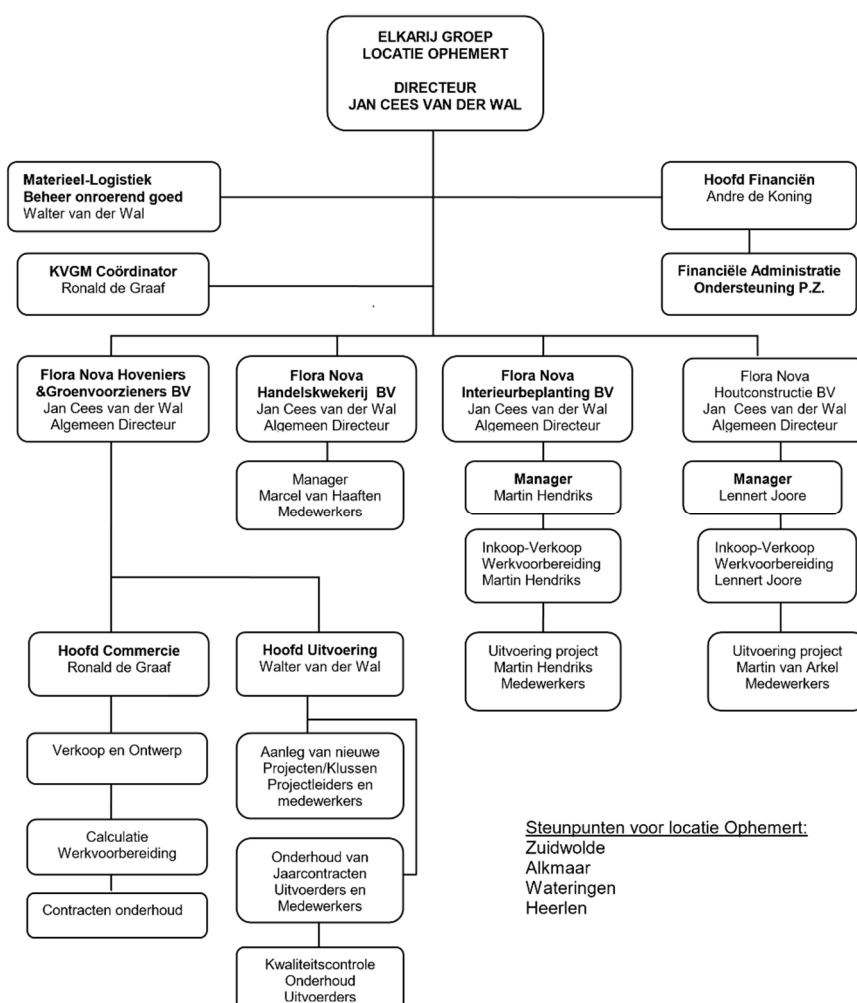 ELKARIJ GROEP
LOCATIE OPHEMERT
DIRECTEUR
JAN CEES VAN DER WAL
Materieel-Logistiek
Beheer onroerend goed
Walter van der Wal
Hoofd Financiën
Andre de Koning
KVGM Coördinator
Ronald de Graaf
Financiële Administratie
Ondersteuning P.Z.
Flora Nova Hoveniers
&Groenvoorzieners BV
Jan Cees van der Wal
Algemeen Directeur
Flora Nova
Handelskwekerij BV
Jan Cees van der Wal
Algemeen Directeur
Flora Nova
Interieurbeplanting BV
Jan Cees van der Wal
Algemeen Directeur
Flora Nova
Houtconstructie BV
Jan Cees van der Wal
Algemeen Directeur
Manager
Marcel van Haaften
Medewerkers
Manager
Martin Hendriks
Manager
Lennert Joore
Inkoop-Verkoop
Werkvoorbereiding
Martin Hendriks
Inkoop-Verkoop
Werkvoorbereiding
Lennert Joore
Hoofd Commercie
Ronald de Graaf
Hoofd Uitvoering
Walter van der Wal
Uitvoering project
Martin Hendriks
Medewerkers
Uitvoering project
Martin van Arkel
Medewerkers
Verkoop en Ontwerp
Aanleg van nieuwe
Projecten/Klussen
Projectleiders en
medewerkers
Calculatie
Werkvoorbereiding
Onderhoud van
Jaarcontracten
Uitvoerders en
Medewerkers
Contracten onderhoud
Kwaliteitscontrole
Onderhoud
Uitvoerders
Steunpunten voor locatie Ophemert:
Zuidwolde
Alkmaar
Wateringen
Heerlen